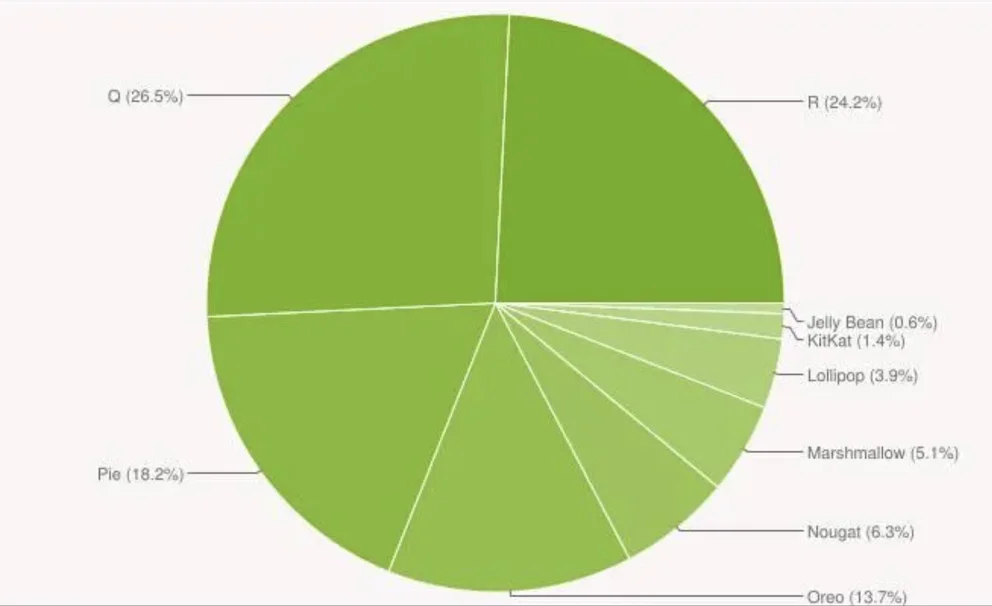 Q (26.5%)
R (24.2%)
Jelly Bean (0.6%)
KitKat (1.4%)
Lollipop (3.9%)
Marshmallow (5.1%)
Pie (18.2%)
Nougat (6.3%)
Oreo (13.7%)